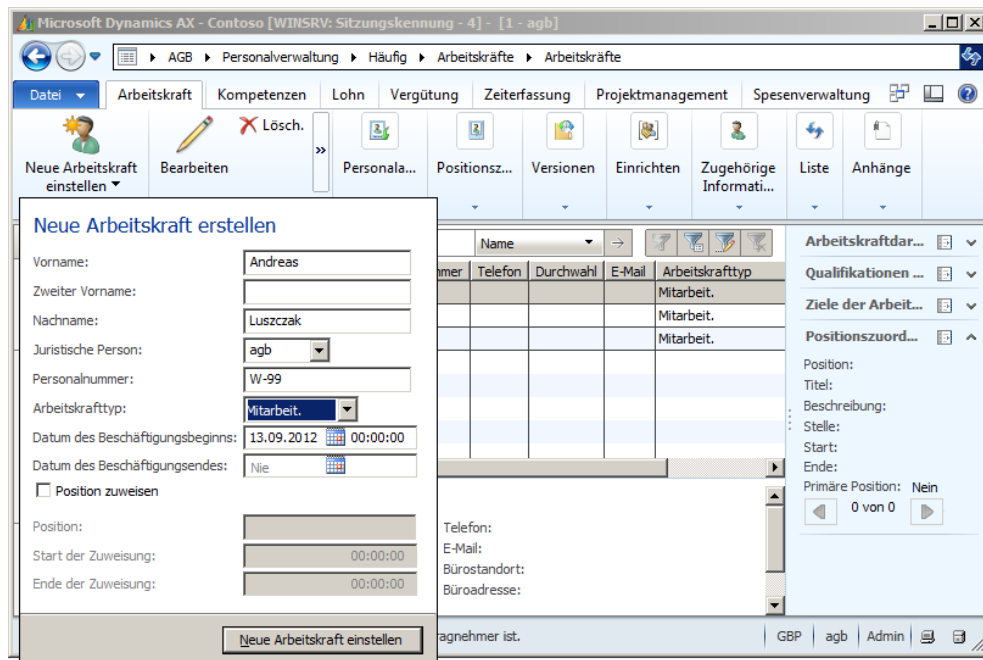 Microsoft Dynamics AX - Contoso [WINSRV: Sitzungskennung - 4] - [1 - agb]
AGB Personalverwaltung Häufig Arbeitskräfte Arbeitskräfte
Datei Arbeitskraft Kompetenzen Lohn Vergütung Zeiterfassung Projektmanagement Spesenverwaltung
Neue Arbeitskraft einstellen
Bearbeiten
Lösch.
Personala...
Positionsz...
Versionen
Einrichten
Zugehörige
Informati...
Liste
Anhänge
Neue Arbeitskraft erstellen
Vorname: Andreas
Zweiter Vorname:
Nachname: Luszczak
Juristische Person: agb
Personalnummer: W-99
Arbeitskrafttyp: Mitarbeit.
Datum des Beschäftigungsbeginns: 13.09.2012 00:00:00
Datum des Beschäftigungsendes: Nie
Position zuweisen
Position:
Start der Zuweisung: 00:00:00
Ende der Zuweisung: 00:00:00
Neue Arbeitskraft einstellen
Name
mmer Telefon Durchwahl E-Mail Arbeitskrafttyp
Mitarbeit.
Mitarbeit.
Mitarbeit.
Telefon:
E-Mail:
Bürostandort:
Büroadresse:
Arbeitskraftdar...
Qualifikationen ...
Ziele der Arbeit...
Positionszuord...
Position:
Titel:
Beschreibung:
Stelle:
Start:
Ende:
Primäre Position: Nein
0 von 0
ragnehmer ist.
GBP agb Admin